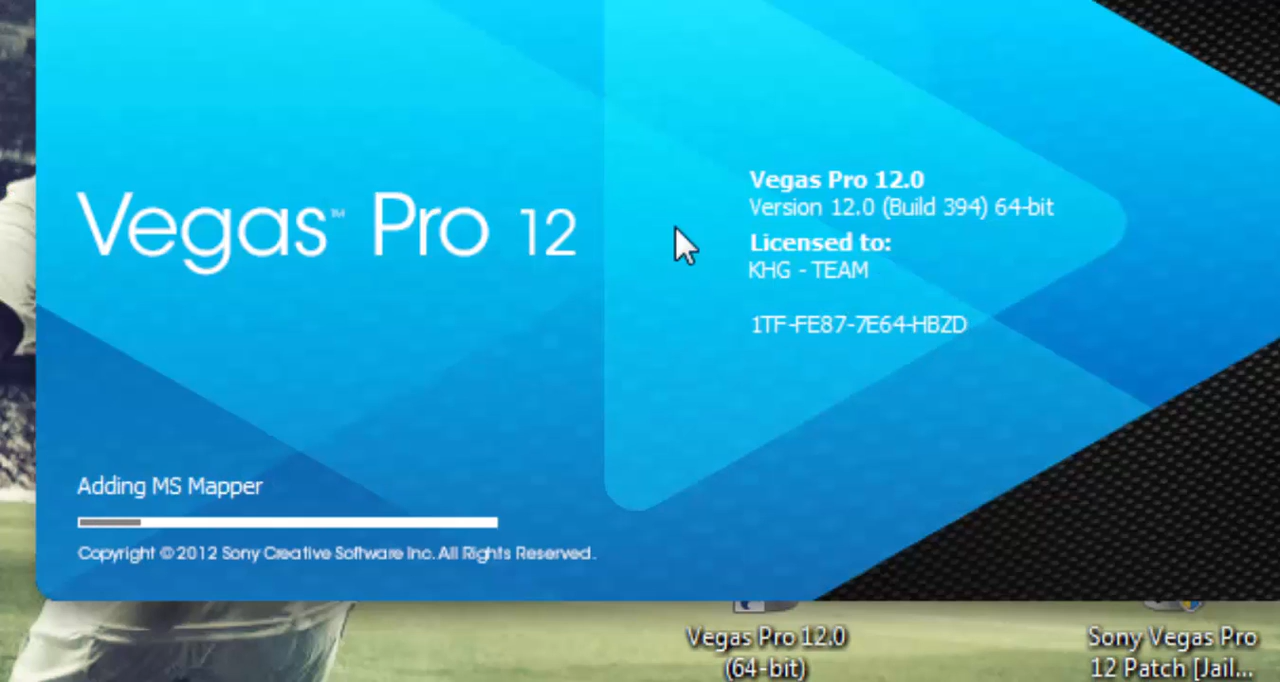 Vegas™ Pro 12
Vegas Pro 12.0
Version 12.0 (Build 394) 64-bit
Licensed to:
KHG - TEAM
1TF-FE87-7E64-HBZD
Adding MS Mapper
Copyright © 2012 Sony Creative Software Inc. All Rights Reserved.
Vegas Pro 12.0
(64-bit)
Sony Vegas Pro
12 Patch [Jail...